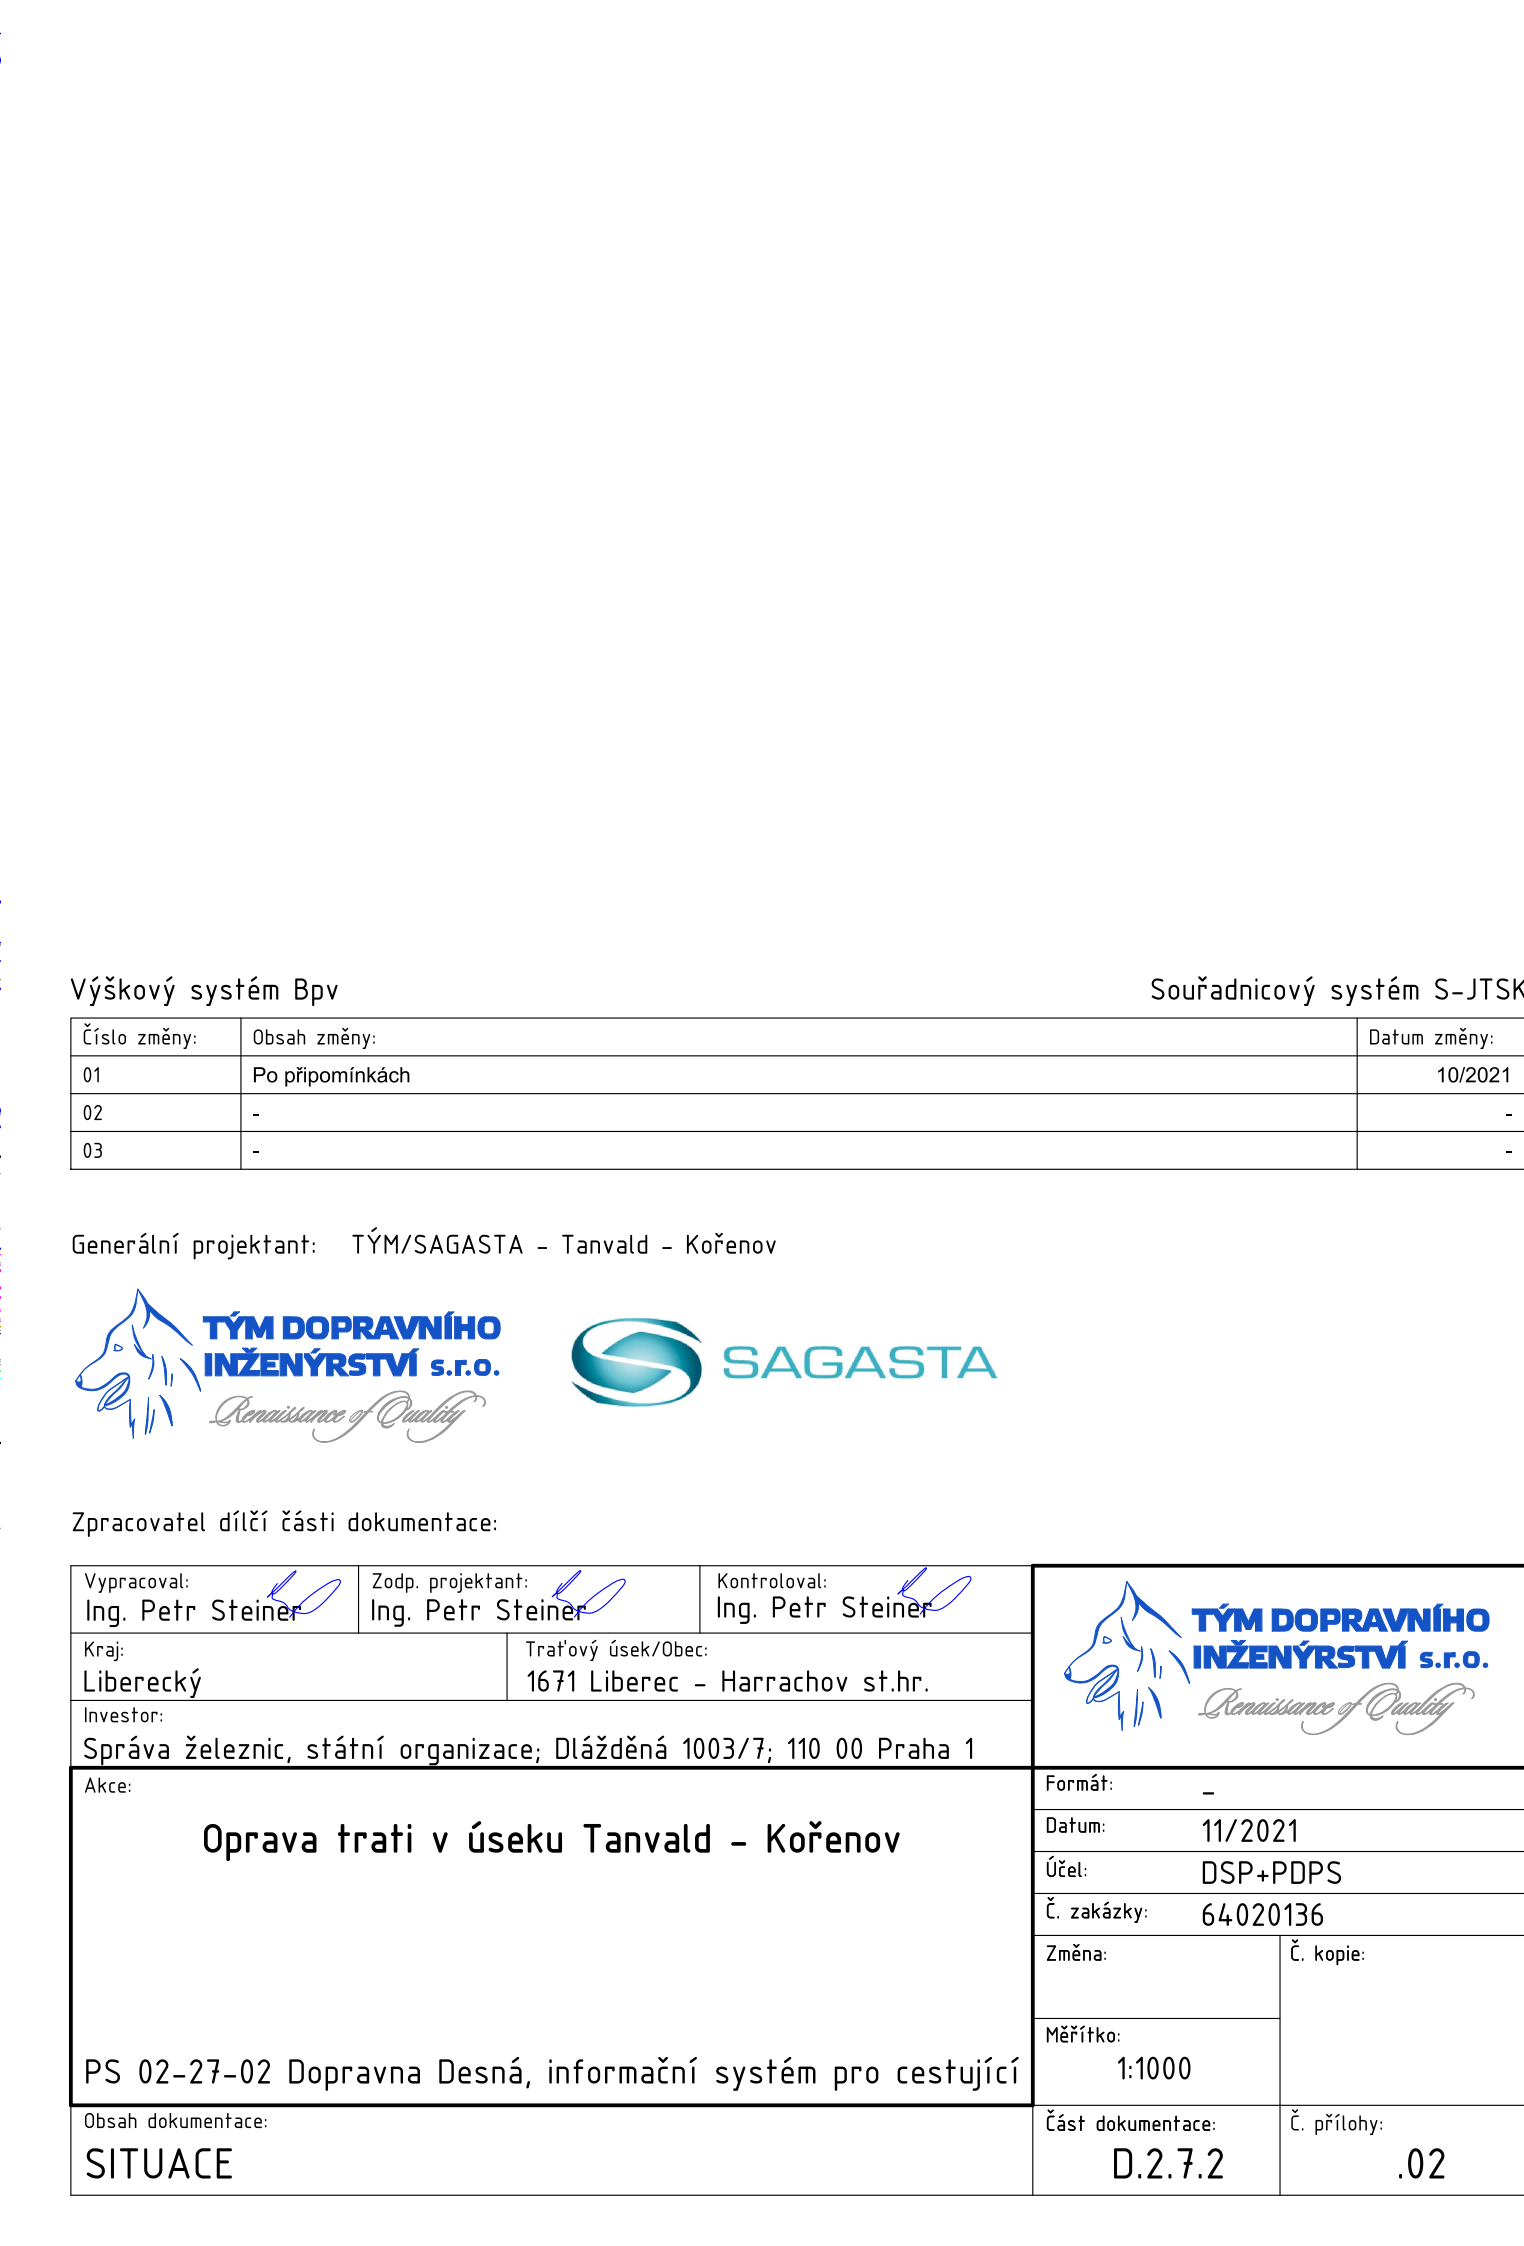 Výškový systém Bpv
Souřadnicový systém S-JTSK
Číslo změny: Obsah změny: Datum změny:
01 Po připomínkách 10/2021
02 - -
03 - -
Generální projektant: TÝM/SAGASTA - Tanvald - Kořenov
TÝM DOPRAVNÍHO
INŽENÝRSTVÍ s.r.o.
Renaissance of Quality
SAGASTA
Zpracovatel dílčí části dokumentace:
Vypracoval: Zodp. projektant: Kontroloval:
Ing. Petr Steiner Ing. Petr Steiner Ing. Petr Steiner
TÝM DOPRAVNÍHO
INŽENÝRSTVÍ s.r.o.
Renaissance of Quality
Kraj: Traťový úsek/Obec:
Liberecký 1671 Liberec - Harrachov st.hr.
Investor:
Správa železnic, státní organizace; Dlážděná 1003/7; 110 00 Praha 1
Akce:
Oprava trati v úseku Tanvald - Kořenov
PS 02-27-02 Dopravna Desná, informační systém pro cestující
Formát: -
Datum: 11/2021
Účel: DSP+PDPS
Č. zakázky: 64020136
Změna: Č. kopie:
Měřítko:
1:1000
Obsah dokumentace:
SITUACE
Část dokumentace: Č. přílohy:
D.2.7.2 .02